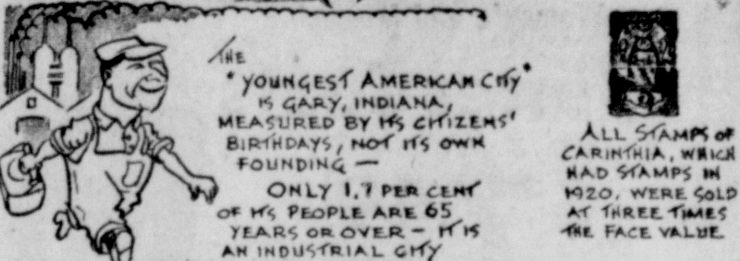 THE
"YOUNGEST AMERICAN CITY"
IS GARY, INDIANA,
MEASURED BY ITS CITIZENS'
BIRTHDAYS, NOT ITS OWN
FOUNDING —
ONLY 1.7 PER CENT
OF ITS PEOPLE ARE 65
YEARS OR OVER — IT IS
AN INDUSTRIAL CITY
ALL STAMPS OF
CARINTHIA, WHICH
HAD STAMPS IN
1920, WERE SOLD
AT THREE TIMES
THE FACE VALUE.